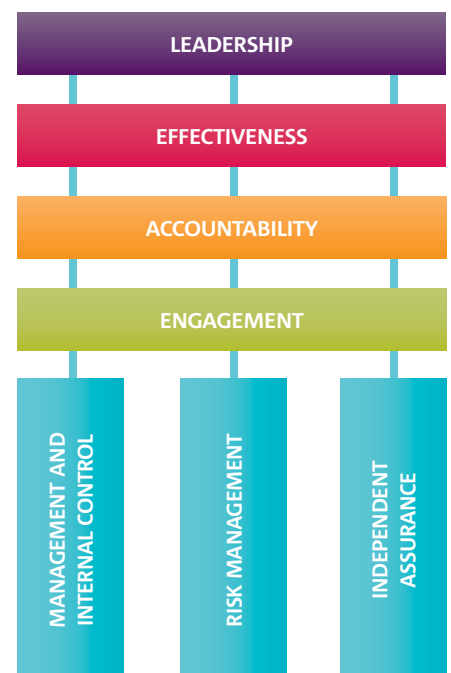 LEADERSHIP
EFFECTIVENESS
ACCOUNTABILITY
ENGAGEMENT
MANAGEMENT AND
INTERNAL CONTROL
RISK MANAGEMENT
INDEPENDENT
ASSURANCE